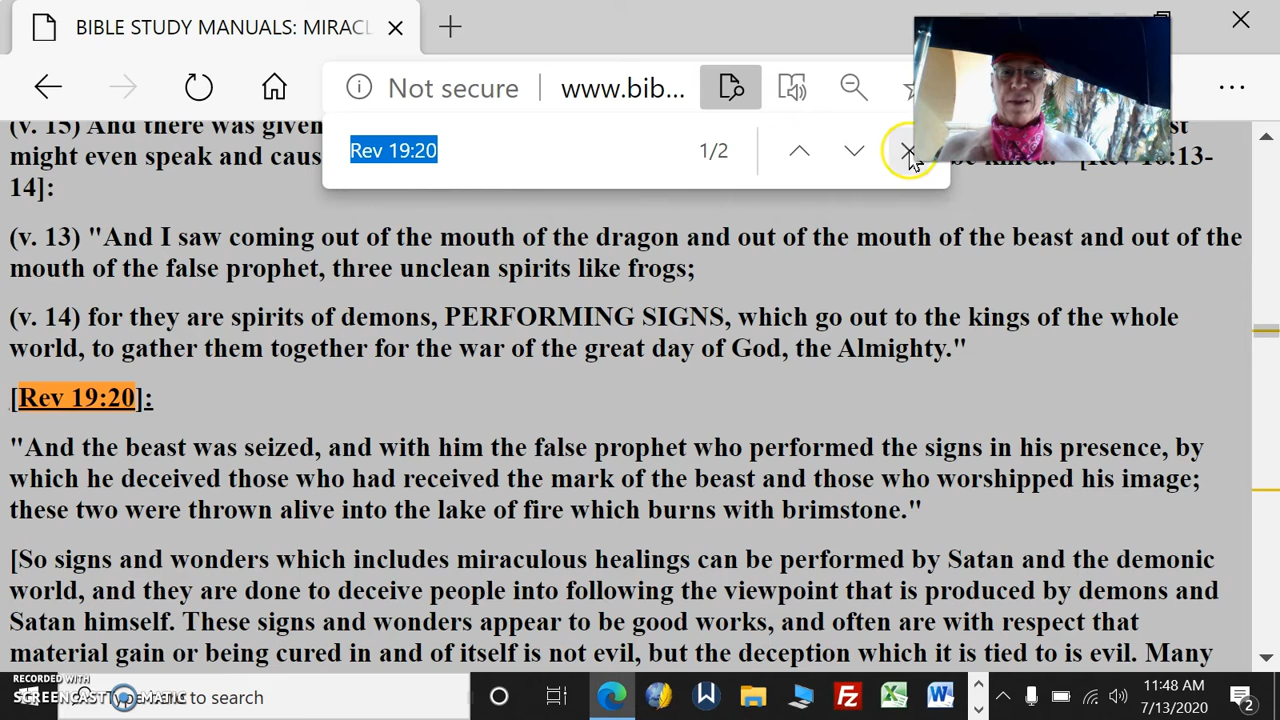 BIBLE STUDY MANUALS: MIRACL
Not secure www.bib...
(v. 15) And there was given
st
might even speak and caus
be killed." [Rev 16:13-
Rev 19:20 1/2
14]:
(v. 13) "And I saw coming out of the mouth of the dragon and out of the mouth of the beast and out of the
mouth of the false prophet, three unclean spirits like frogs;
(v. 14) for they are spirits of demons, PERFORMING SIGNS, which go out to the kings of the whole
world, to gather them together for the war of the great day of God, the Almighty."
[Rev 19:20]:
"And the beast was seized, and with him the false prophet who performed the signs in his presence, by
which he deceived those who had received the mark of the beast and those who worshipped his image;
these two were thrown alive into the lake of fire which burns with brimstone."
[So signs and wonders which includes miraculous healings can be performed by Satan and the demonic
world, and they are done to deceive people into following the viewpoint that is produced by demons and
Satan himself. These signs and wonders appear to be good works, and often are with respect that
material gain or being cured in and of itself is not evil, but the deception which it is tied to is evil. Many
RECORDED WITH
SCREENCAST MATIC
Type here to search
11:48 AM
7/13/2020
2